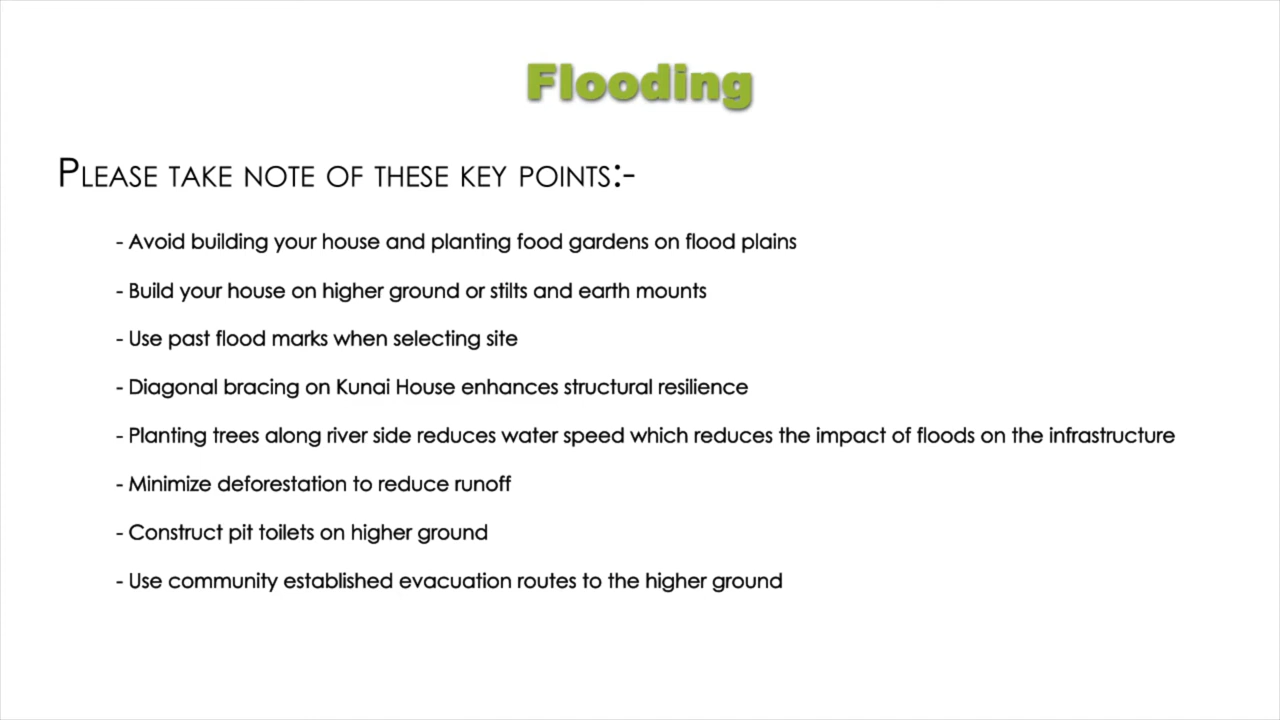 Flooding
Please take note of these key points:-
- Avoid building your house and planting food gardens on flood plains
- Build your house on higher ground or stilts and earth mounts
- Use past flood marks when selecting site
- Diagonal bracing on Kunai House enhances structural resilience
- Planting trees along river side reduces water speed which reduces the impact of floods on the infrastructure
- Minimize deforestation to reduce runoff
- Construct pit toilets on higher ground
- Use community established evacuation routes to the higher ground